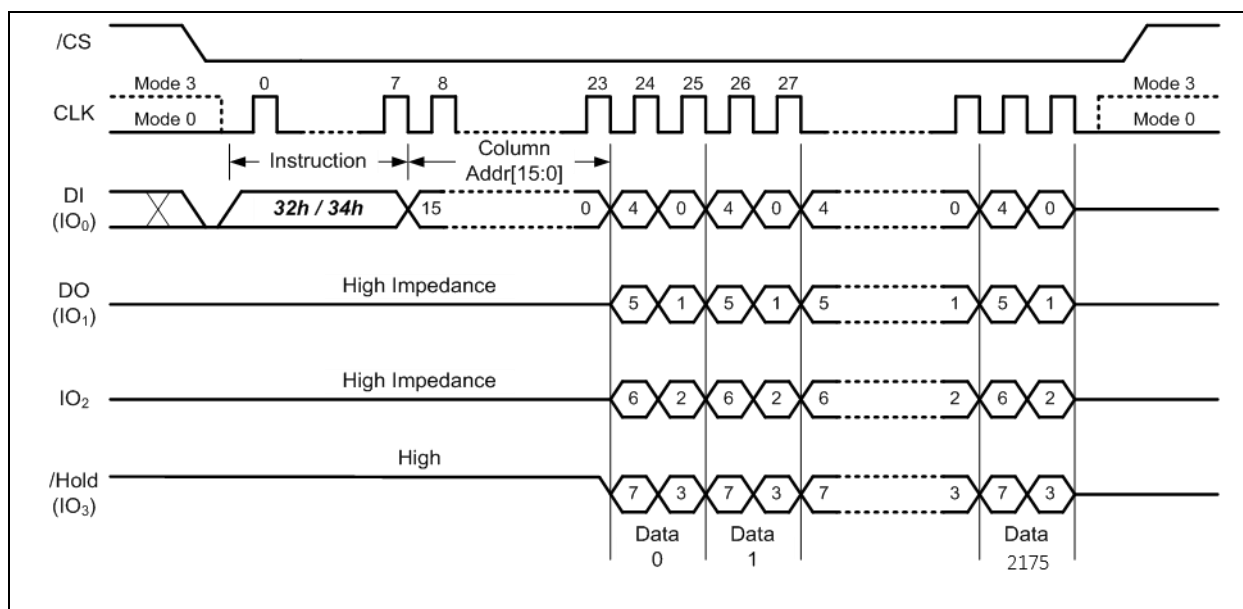 /CS
Mode 3 0 7 8 23 24 25 26 27 Mode 3
CLK
Mode 0 Mode 0
Instruction Column
Addr[15:0]
DI
(IO₀) 32h / 34h 15 0 4 0 4 0 4 0 4 0
High Impedance
DO
(IO₁) 5 1 5 1 5 1 5 1
High Impedance
IO₂ 6 2 6 2 6 2 6 2
High
/Hold
(IO₃) 7 3 7 3 7 3 7 3
Data Data Data
0 1 2175